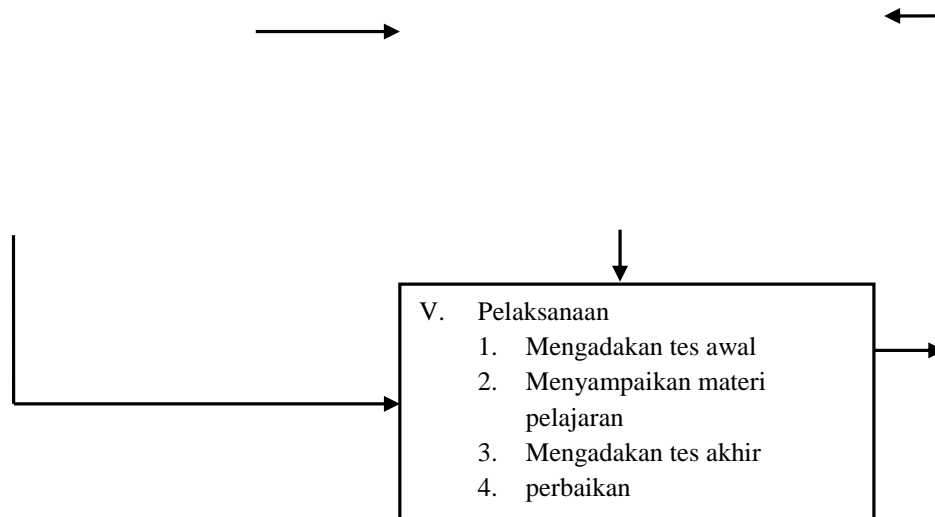 V. Pelaksanaan
1. Mengadakan tes awal
2. Menyampaikan materi
pelajaran
3. Mengadakan tes akhir
4. perbaikan